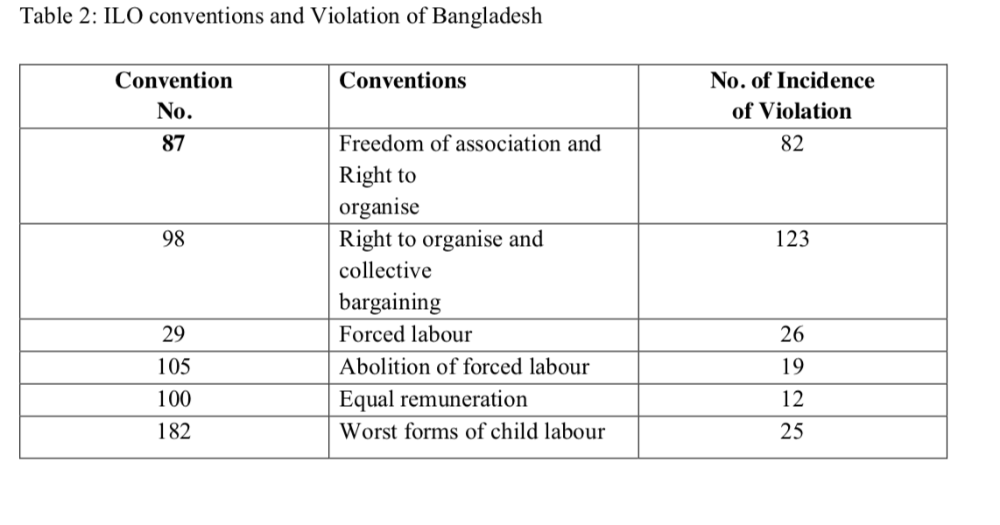 Table 2: ILO conventions and Violation of Bangladesh
Convention No. Conventions No. of Incidence of Violation
87 Freedom of association and Right to organise 82
98 Right to organise and collective bargaining 123
29 Forced labour 26
105 Abolition of forced labour 19
100 Equal remuneration 12
182 Worst forms of child labour 25